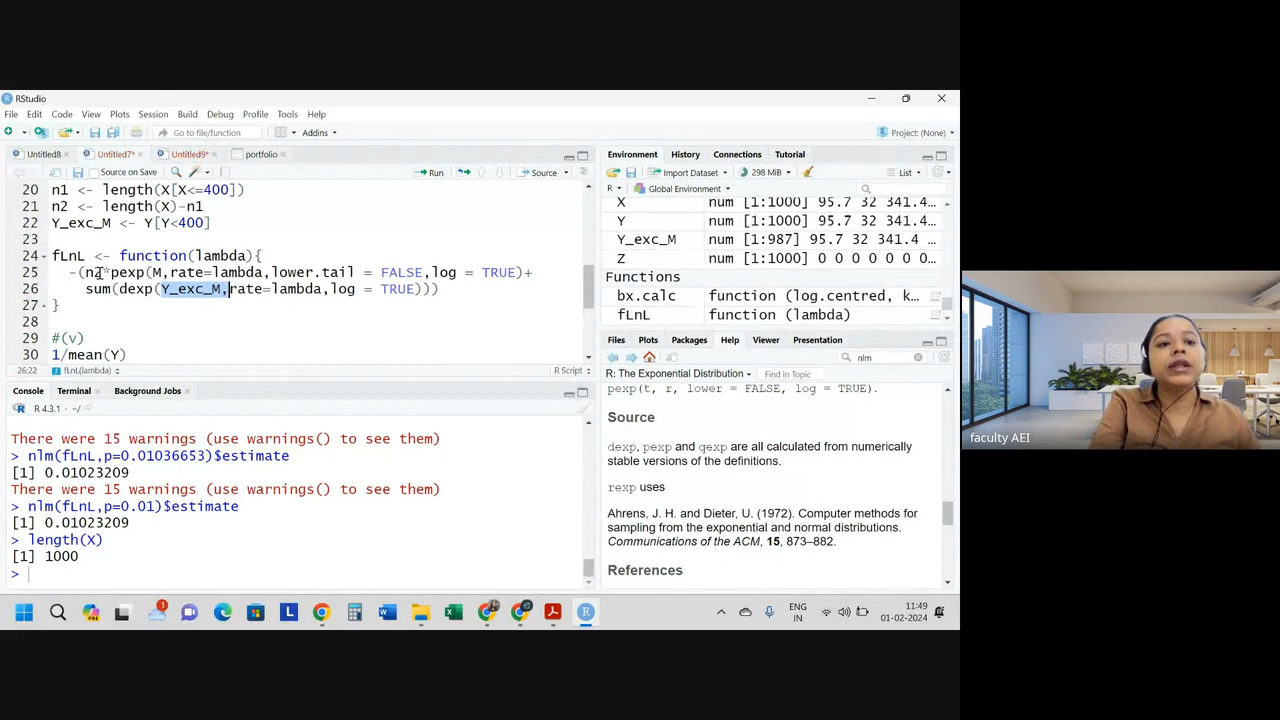 RStudio
File Edit Code View Plots Session Build Debug Profile Tools Help
Go to file/function Addins Project: (None)
Untitled8 Untitled7* Untitled9* portfolio
Source on Save Run Source
20 n1 <- length(X[X<=400])
21 n2 <- length(X)-n1
22 Y_exc_M <- Y[Y<400]
23
24 fLnL <- function(lambda){
25 -(n2*pexp(M,rate=lambda,lower.tail = FALSE,log = TRUE)+
26 sum(dexp(Y_exc_M,rate=lambda,log = TRUE)))
27 }
28
29 #(v)
30 1/mean(Y)
26:22 fLnL(lambda) R Script
Console Terminal Background Jobs
R 4.3.1 · ~/
There were 15 warnings (use warnings() to see them)
> nlm(fLnL,p=0.01036653)$estimate
[1] 0.01023209
There were 15 warnings (use warnings() to see them)
> nlm(fLnL,p=0.01)$estimate
[1] 0.01023209
> length(X)
[1] 1000
>
Environment History Connections Tutorial
Import Dataset 298 MiB List
R Global Environment
X num [1:1000] 95.7 32 341.4…
Y num [1:1000] 95.7 32 341.4…
Y_exc_M num [1:987] 95.7 32 341.4…
Z num [1:1000] 0 0 0 0 0 0 0…
Functions
bx.calc function (log.centred, k…
fLnL function (lambda)
Files Plots Packages Help Viewer Presentation
nlm
R: The Exponential Distribution Find in Topic
pexp(t, r, lower = FALSE, log = TRUE).
Source
dexp, pexp and qexp are all calculated from numerically
stable versions of the definitions.
rexp uses
Ahrens, J. H. and Dieter, U. (1972). Computer methods for
sampling from the exponential and normal distributions.
Communications of the ACM, 15, 873–882.
References
faculty AEI
ENG
IN
11:49
01-02-2024